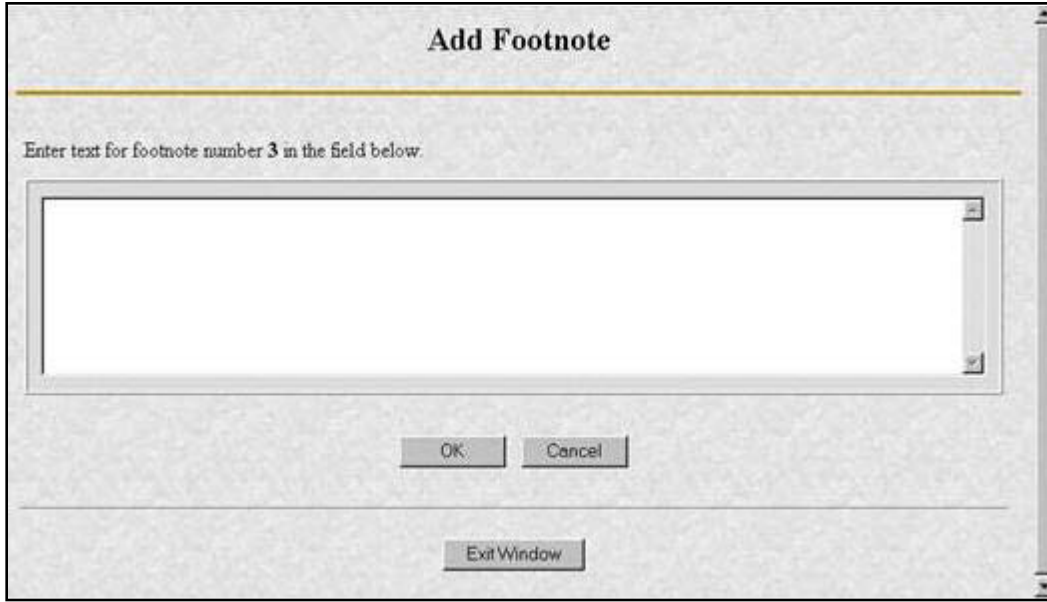 Add Footnote
Enter text for footnote number 3 in the field below.
OK Cancel
Exit Window